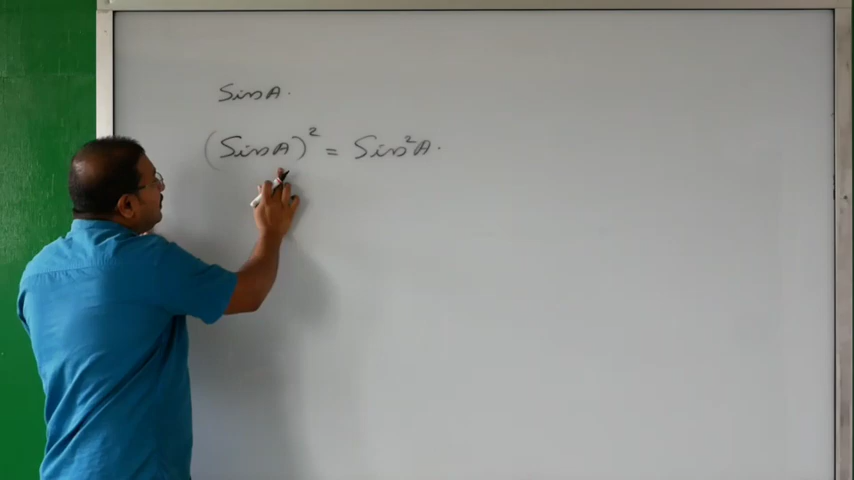 Sin A.
(Sin A)² = Sin²A.